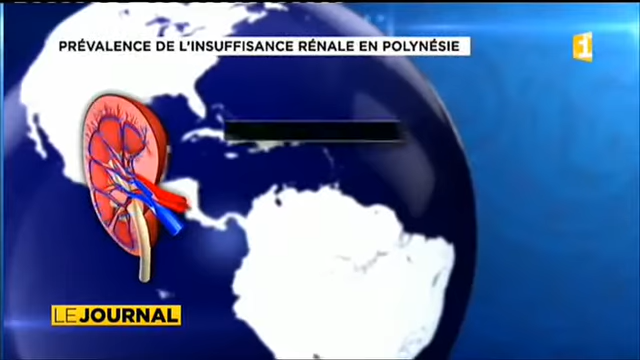 PRÉVALENCE DE L'INSUFFISANCE RÉNALE EN POLYNÉSIE
1
LE JOURNAL